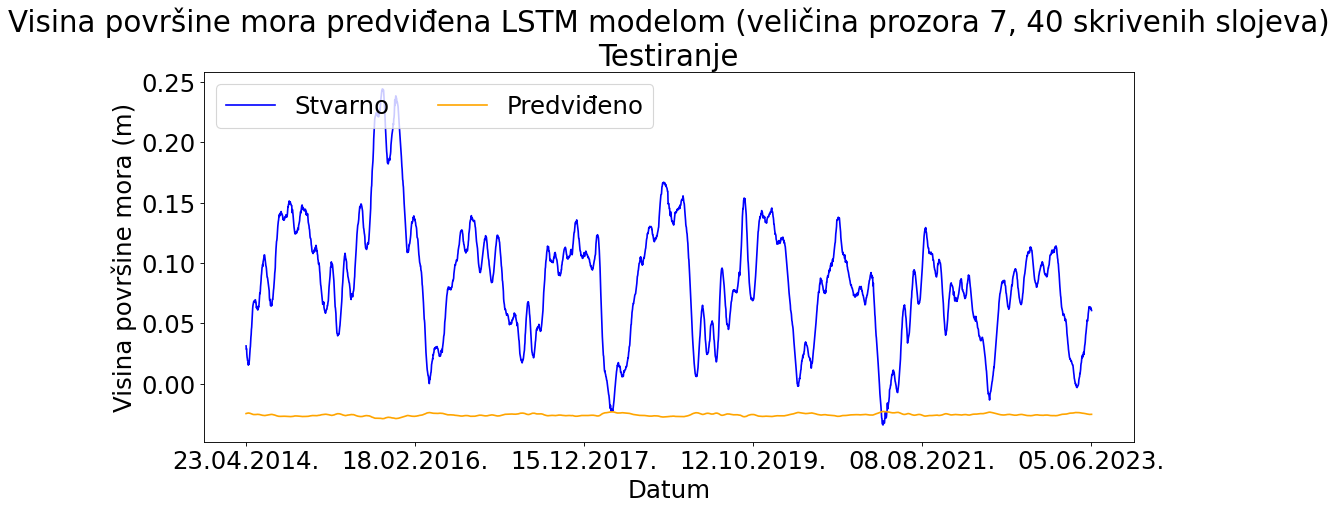 Visina površine mora predviđena LSTM modelom (veličina prozora 7, 40 skrivenih slojeva)
Testiranje
Stvarno
Predviđeno
Visina površine mora (m)
0.25
0.20
0.15
0.10
0.05
0.00
23.04.2014.
18.02.2016.
15.12.2017.
12.10.2019.
08.08.2021.
05.06.2023.
Datum